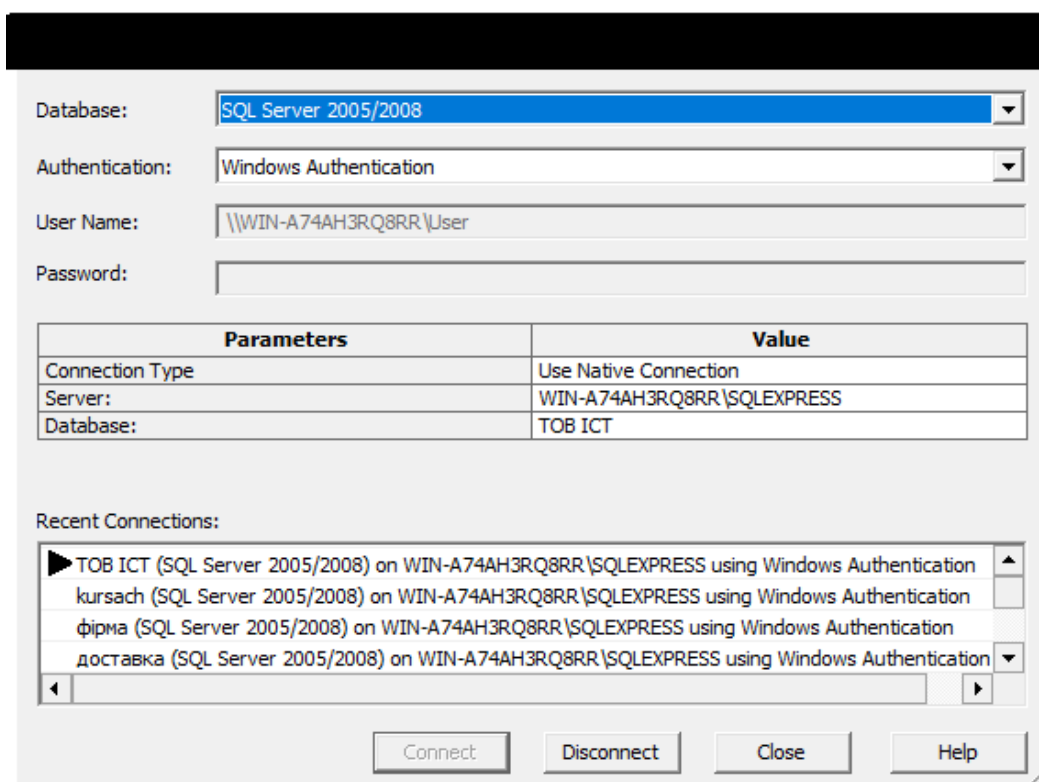 Database: SQL Server 2005/2008
Authentication: Windows Authentication
User Name: \\WIN-A74AH3RQ8RR\User
Password:
Parameters Value
Connection Type Use Native Connection
Server: WIN-A74AH3RQ8RR\SQLEXPRESS
Database: ТОВ ІСТ
Recent Connections:
ТОВ ІСТ (SQL Server 2005/2008) on WIN-A74AH3RQ8RR\SQLEXPRESS using Windows Authentication
kursach (SQL Server 2005/2008) on WIN-A74AH3RQ8RR\SQLEXPRESS using Windows Authentication
фірма (SQL Server 2005/2008) on WIN-A74AH3RQ8RR\SQLEXPRESS using Windows Authentication
доставка (SQL Server 2005/2008) on WIN-A74AH3RQ8RR\SQLEXPRESS using Windows Authentication
Connect Disconnect Close Help